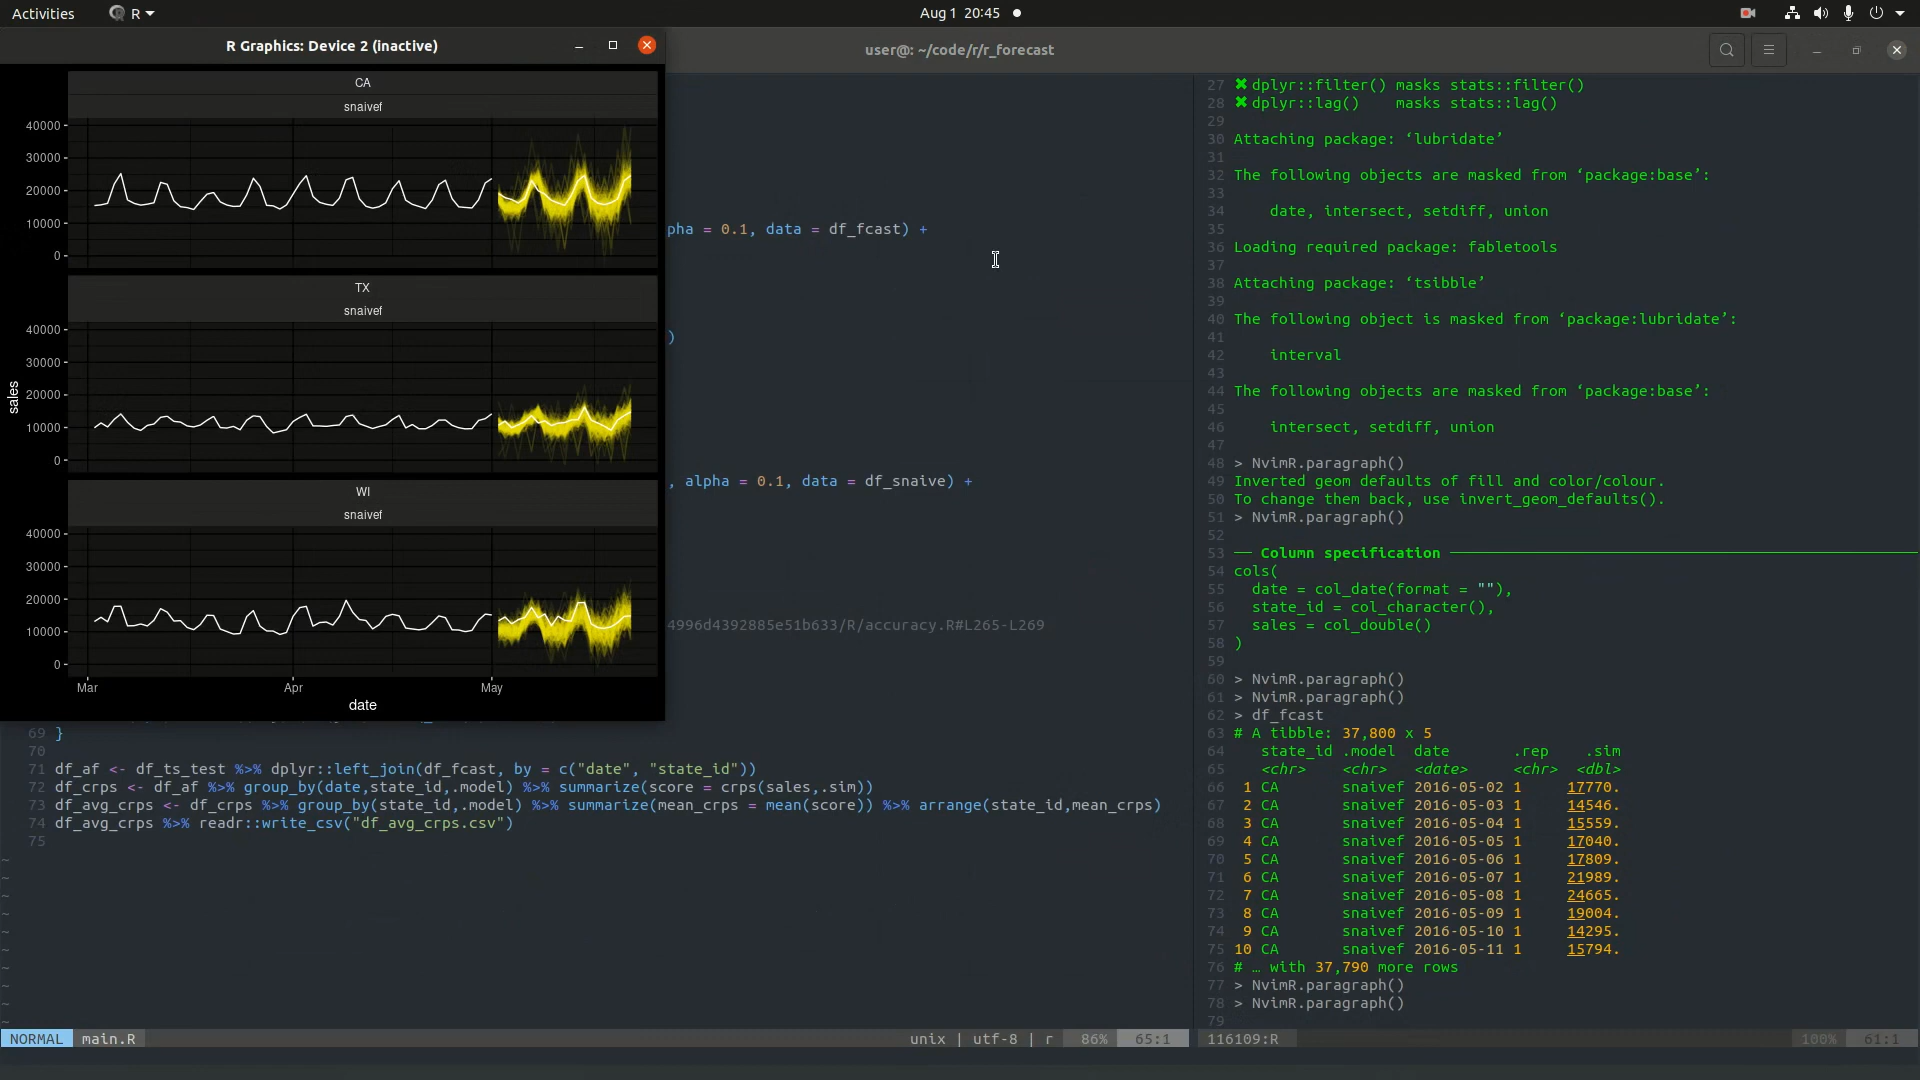 Activities
R
Aug 1 20:45
R Graphics: Device 2 (inactive)
user@: ~/code/r/r_forecast
CA
snaivef
40000
30000
20000
10000
0
TX
snaivef
40000
30000
20000
10000
0
WI
snaivef
40000
30000
20000
10000
0
sales
Mar
Apr
May
date
pha = 0.1, data = df_fcast) +
)
, alpha = 0.1, data = df_snaive) +
4996d4392885e51b633/R/accuracy.R#L265-L269
69 }
70
71 df_af <- df_ts_test %>% dplyr::left_join(df_fcast, by = c("date", "state_id"))
72 df_crps <- df_af %>% group_by(date,state_id,.model) %>% summarize(score = crps(sales,.sim))
73 df_avg_crps <- df_crps %>% group_by(state_id,.model) %>% summarize(mean_crps = mean(score)) %>% arrange(state_id,mean_crps)
74 df_avg_crps %>% readr::write_csv("df_avg_crps.csv")
75
~
~
~
~
~
~
~
~
~
~
NORMAL main.R unix | utf-8 | r 86% 65:1
27 ✖ dplyr::filter() masks stats::filter()
28 ✖ dplyr::lag() masks stats::lag()
29
30 Attaching package: ‘lubridate’
31
32 The following objects are masked from ‘package:base’:
33
34 date, intersect, setdiff, union
35
36 Loading required package: fabletools
37
38 Attaching package: ‘tsibble’
39
40 The following object is masked from ‘package:lubridate’:
41
42 interval
43
44 The following objects are masked from ‘package:base’:
45
46 intersect, setdiff, union
47
48 > NvimR.paragraph()
49 Inverted geom defaults of fill and color/colour.
50 To change them back, use invert_geom_defaults().
51 > NvimR.paragraph()
52
53 ── Column specification ──────────
54 cols(
55 date = col_date(format = ""),
56 state_id = col_character(),
57 sales = col_double()
58 )
59
60 > NvimR.paragraph()
61 > NvimR.paragraph()
62 > df_fcast
63 # A tibble: 37,800 x 5
64 state_id .model date .rep .sim
65 <chr> <chr> <date> <chr> <dbl>
66 1 CA snaivef 2016-05-02 1 17770.
67 2 CA snaivef 2016-05-03 1 14546.
68 3 CA snaivef 2016-05-04 1 15559.
69 4 CA snaivef 2016-05-05 1 17040.
70 5 CA snaivef 2016-05-06 1 17809.
71 6 CA snaivef 2016-05-07 1 21989.
72 7 CA snaivef 2016-05-08 1 24665.
73 8 CA snaivef 2016-05-09 1 19004.
74 9 CA snaivef 2016-05-10 1 14295.
75 10 CA snaivef 2016-05-11 1 15794.
76 # … with 37,790 more rows
77 > NvimR.paragraph()
78 > NvimR.paragraph()
79
116109:R 100% 61:1